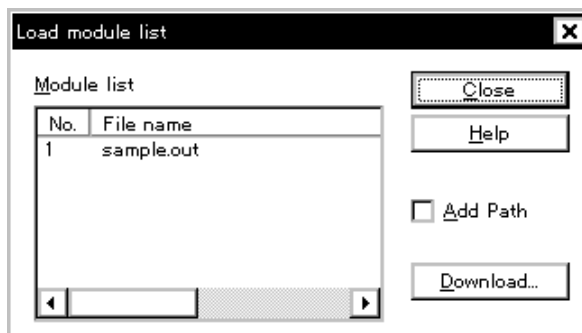 Load module list
Module list
No. File name
1 sample.out
Close
Help
Add Path
Download...